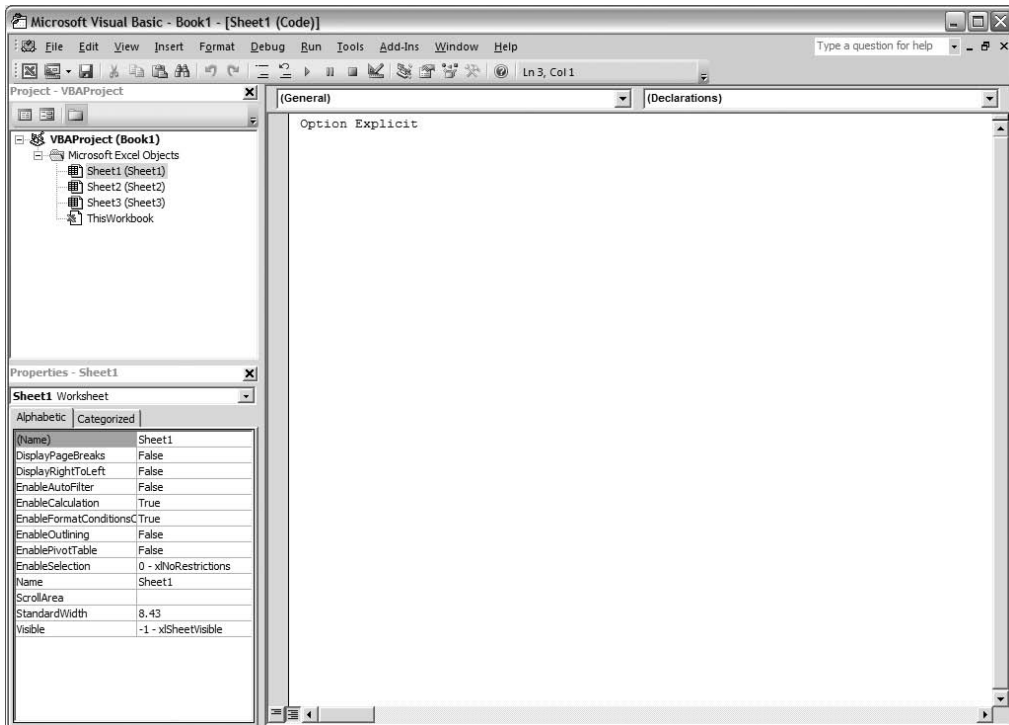 Microsoft Visual Basic - Book1 - [Sheet1 (Code)]
File Edit View Insert Format Debug Run Tools Add-Ins Window Help
Type a question for help
Ln 3, Col 1
Project - VBAProject
VBAProject (Book1)
Microsoft Excel Objects
Sheet1 (Sheet1)
Sheet2 (Sheet2)
Sheet3 (Sheet3)
ThisWorkbook
Properties - Sheet1
Sheet1 Worksheet
Alphabetic Categorized
(Name) Sheet1
DisplayPageBreaks False
DisplayRightToLeft False
EnableAutoFilter False
EnableCalculation True
EnableFormatConditionsC True
EnableOutlining False
EnablePivotTable False
EnableSelection 0 - xlNoRestrictions
Name Sheet1
ScrollArea
StandardWidth 8.43
Visible -1 - xlSheetVisible
(General) (Declarations)
Option Explicit